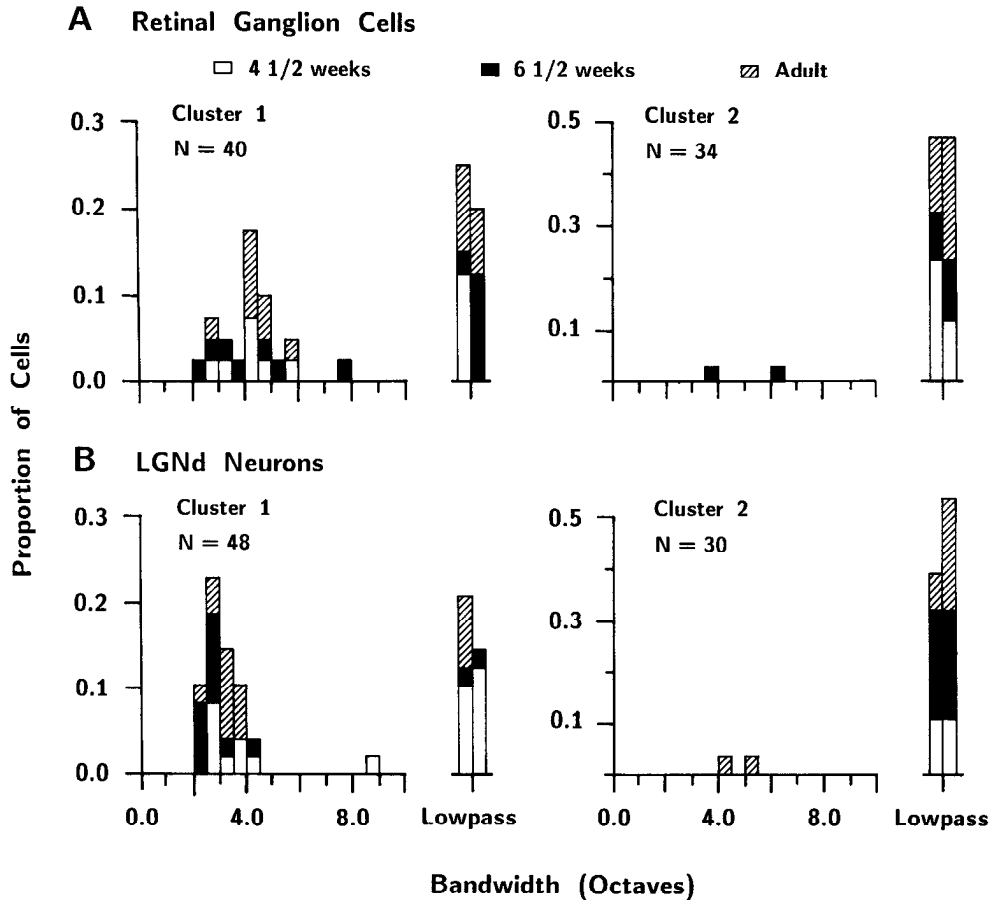 A Retinal Ganglion Cells
4 1/2 weeks 6 1/2 weeks Adult
Cluster 1
N = 40
0.3
0.2
0.1
0.0
Cluster 2
N = 34
0.5
0.3
0.1
Proportion of Cells
B LGNd Neurons
Cluster 1
N = 48
0.3
0.2
0.1
0.0
0.0 4.0 8.0 Lowpass
Cluster 2
N = 30
0.5
0.3
0.1
0.0 4.0 8.0 Lowpass
Bandwidth (Octaves)